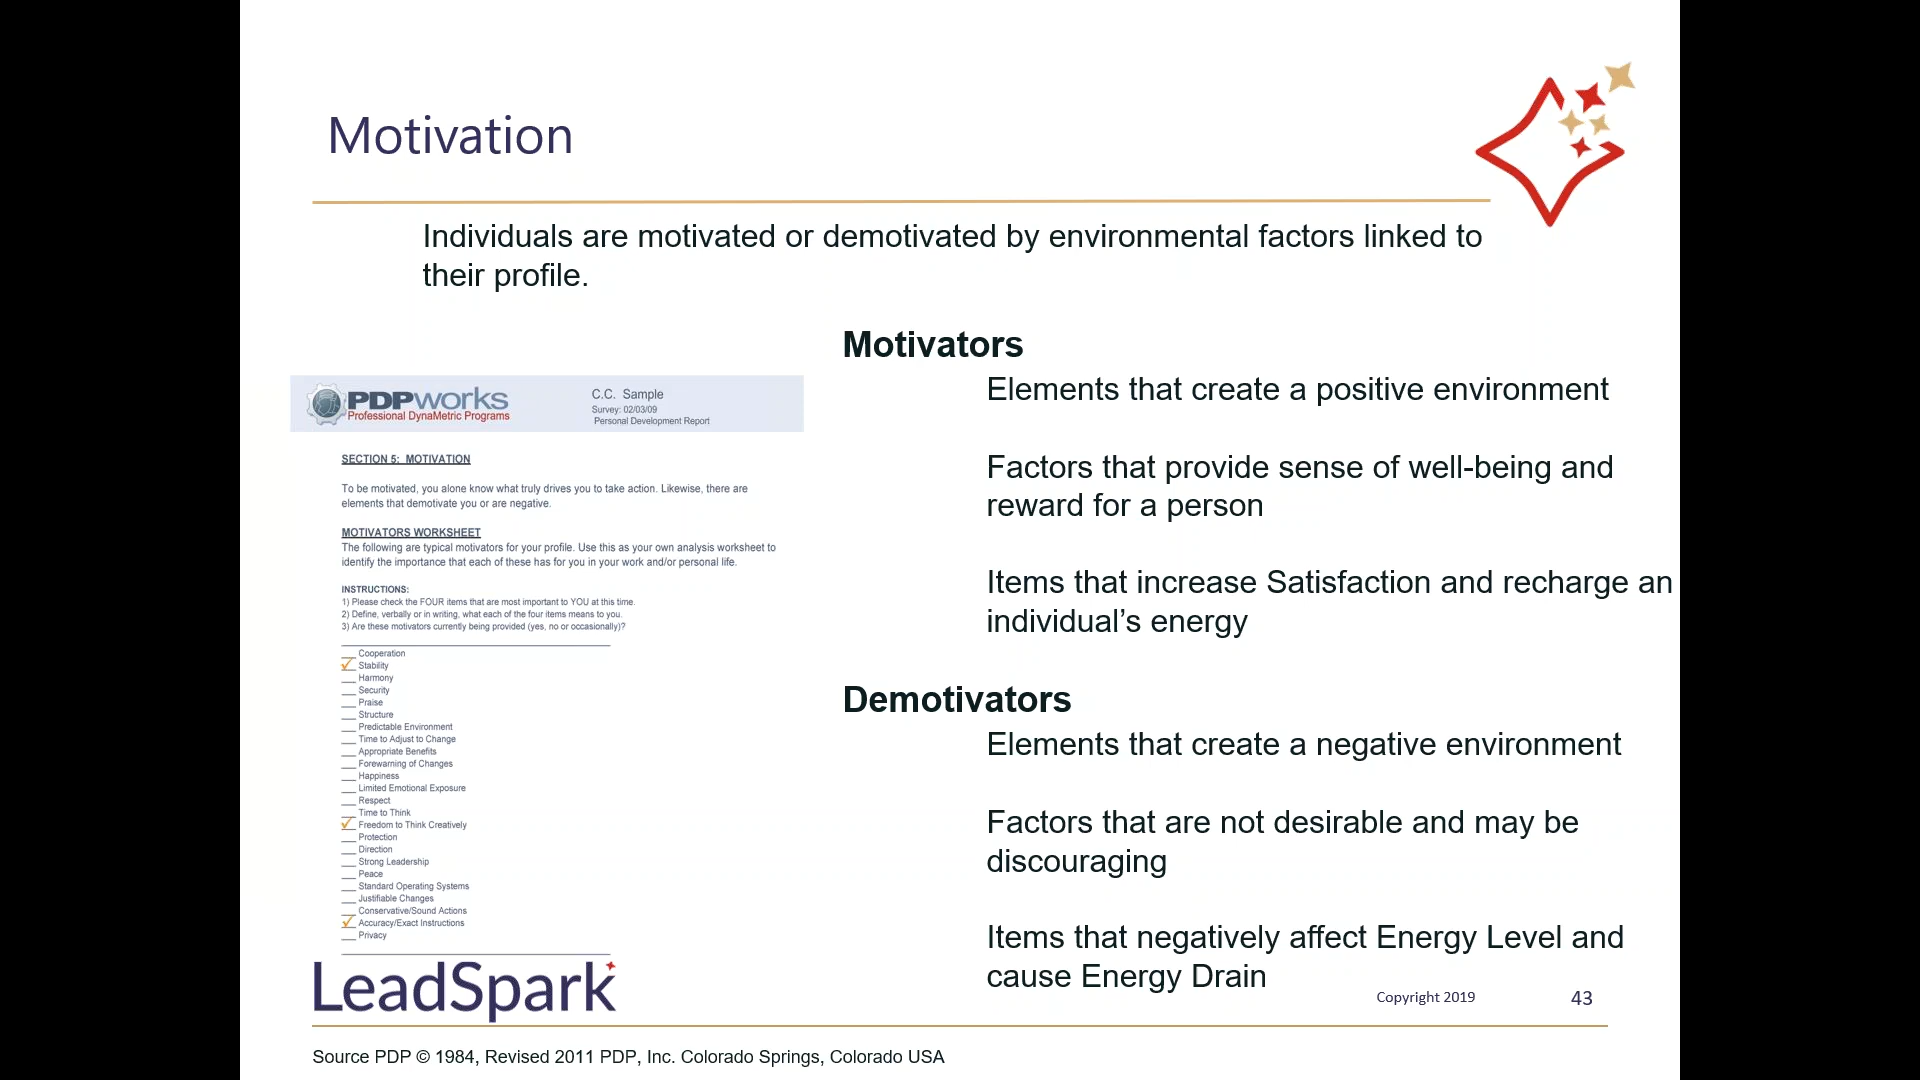 Motivation
Individuals are motivated or demotivated by environmental factors linked to
their profile.
PDPworks
Professional DynaMetric Programs
C.C. Sample
Survey: 02/03/09
Personal Development Report
SECTION 5: MOTIVATION
To be motivated, you alone know what truly drives you to take action. Likewise, there are
elements that demotivate you or are negative.
MOTIVATORS WORKSHEET
The following are typical motivators for your profile. Use this as your own analysis worksheet to
identify the importance that each of these has for you in your work and/or personal life.
INSTRUCTIONS:
1) Please check the FOUR items that are most important to YOU at this time.
2) Define, verbally or in writing, what each of the four items means to you.
3) Are these motivators currently being provided (yes, no or occasionally)?
Cooperation
Stability
Harmony
Security
Praise
Structure
Predictable Environment
Time to Adjust to Change
Appropriate Benefits
Forewarning of Changes
Happiness
Limited Emotional Exposure
Respect
Time to Think
Freedom to Think Creatively
Protection
Direction
Strong Leadership
Peace
Standard Operating Systems
Justifiable Changes
Conservative/Sound Actions
Accuracy/Exact Instructions
Privacy
Motivators
Elements that create a positive environment
Factors that provide sense of well-being and
reward for a person
Items that increase Satisfaction and recharge an
individual’s energy
Demotivators
Elements that create a negative environment
Factors that are not desirable and may be
discouraging
Items that negatively affect Energy Level and
cause Energy Drain
LeadSpark
Copyright 2019
43
Source PDP © 1984, Revised 2011 PDP, Inc. Colorado Springs, Colorado USA